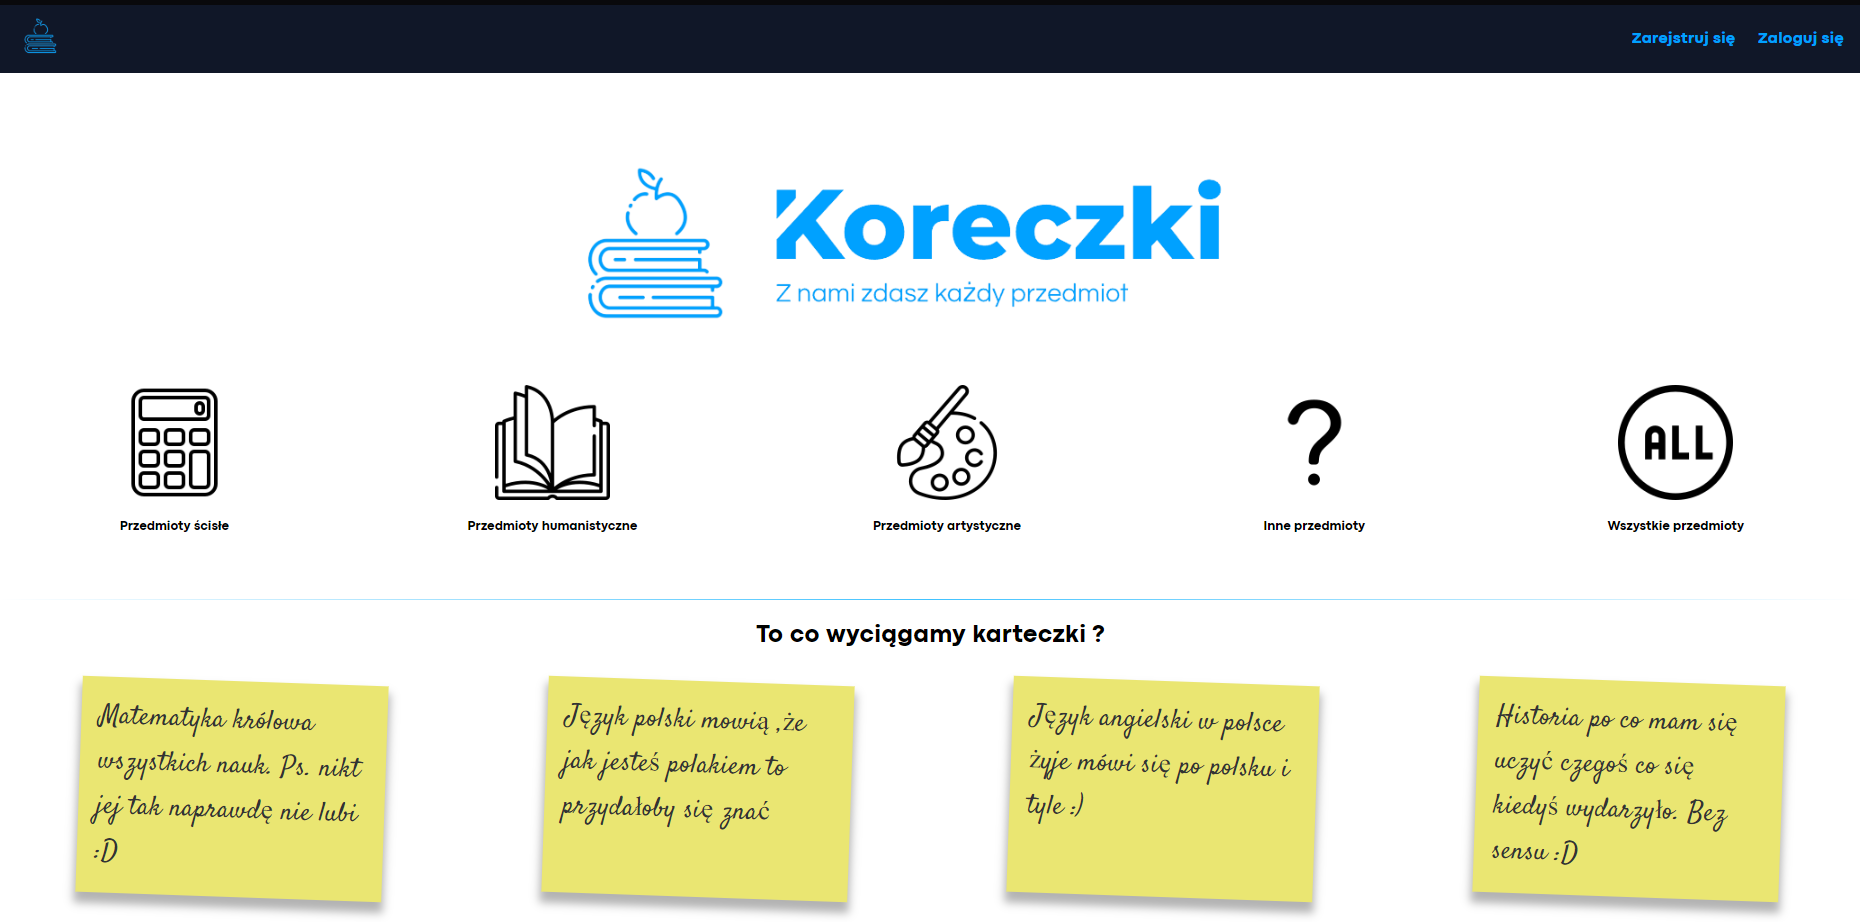 Zarejstruj się Zaloguj się
Koreczki
Z nami zdasz każdy przedmiot
0
ALL
Przedmioty ścisłe
Przedmioty humanistyczne
Przedmioty artystyczne
Inne przedmioty
Wszystkie przedmioty
To co wyciągamy karteczki ?
Matematyka królowa
wszystkich nauk. Ps. nikt
jej tak naprawdę nie lubi
:D
Język polski mowią ,że
jak jesteś polakiem to
przydałoby się znać
Język angielski w polsce
żyje mówi się po polsku i
tyle :)
Historia po co mam się
uczyć czegoś co się
kiedyś wydarzyło. Bez
sensu :D